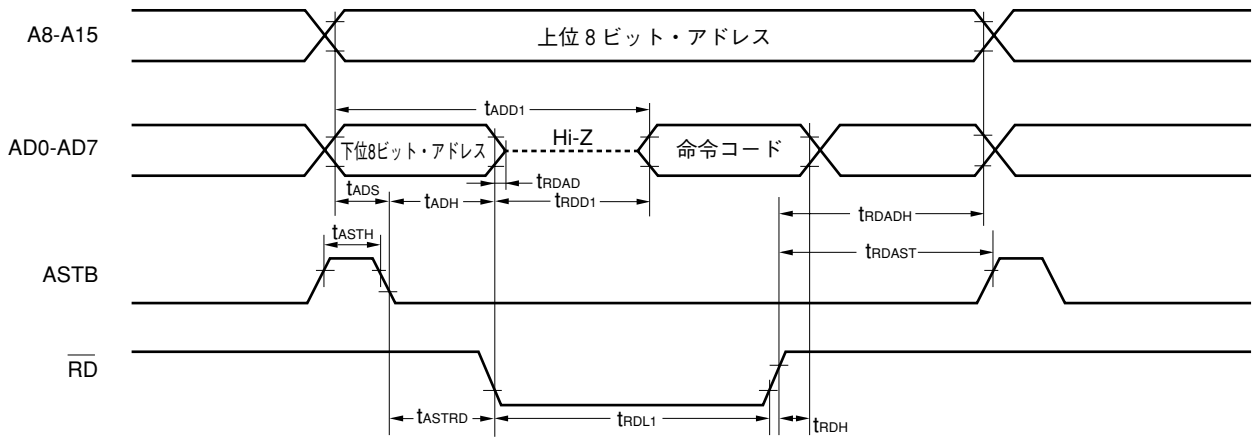 A8-A15
上位 8 ビット・アドレス
tADD1
AD0-AD7
下位8ビット・アドレス
Hi-Z
命令コード
tRDAD
tADS
tADH
tRDD1
tRDADH
tASTH
tRDAST
ASTB
RD
tASTRD
tRDL1
tRDH